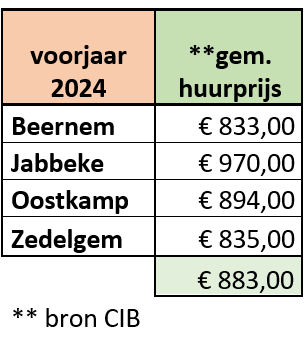 voorjaar 2024 **gem. huurprijs
Beernem € 833,00
Jabbeke € 970,00
Oostkamp € 894,00
Zedelgem € 835,00
€ 883,00
** bron CIB